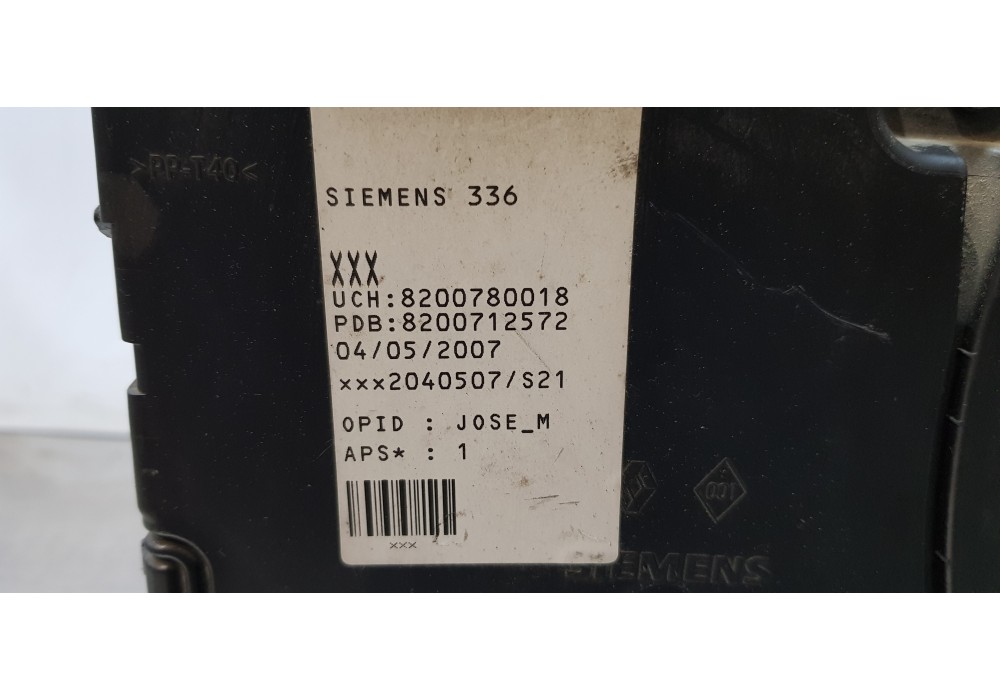 >PP-T40<
SIEMENS 336
XXX
UCH:8200780018
PDB:8200712572
04/05/2007
xxx2040507/S21
OPID : JOSE_M
APS* : 1
xxx
001
SIEMENS